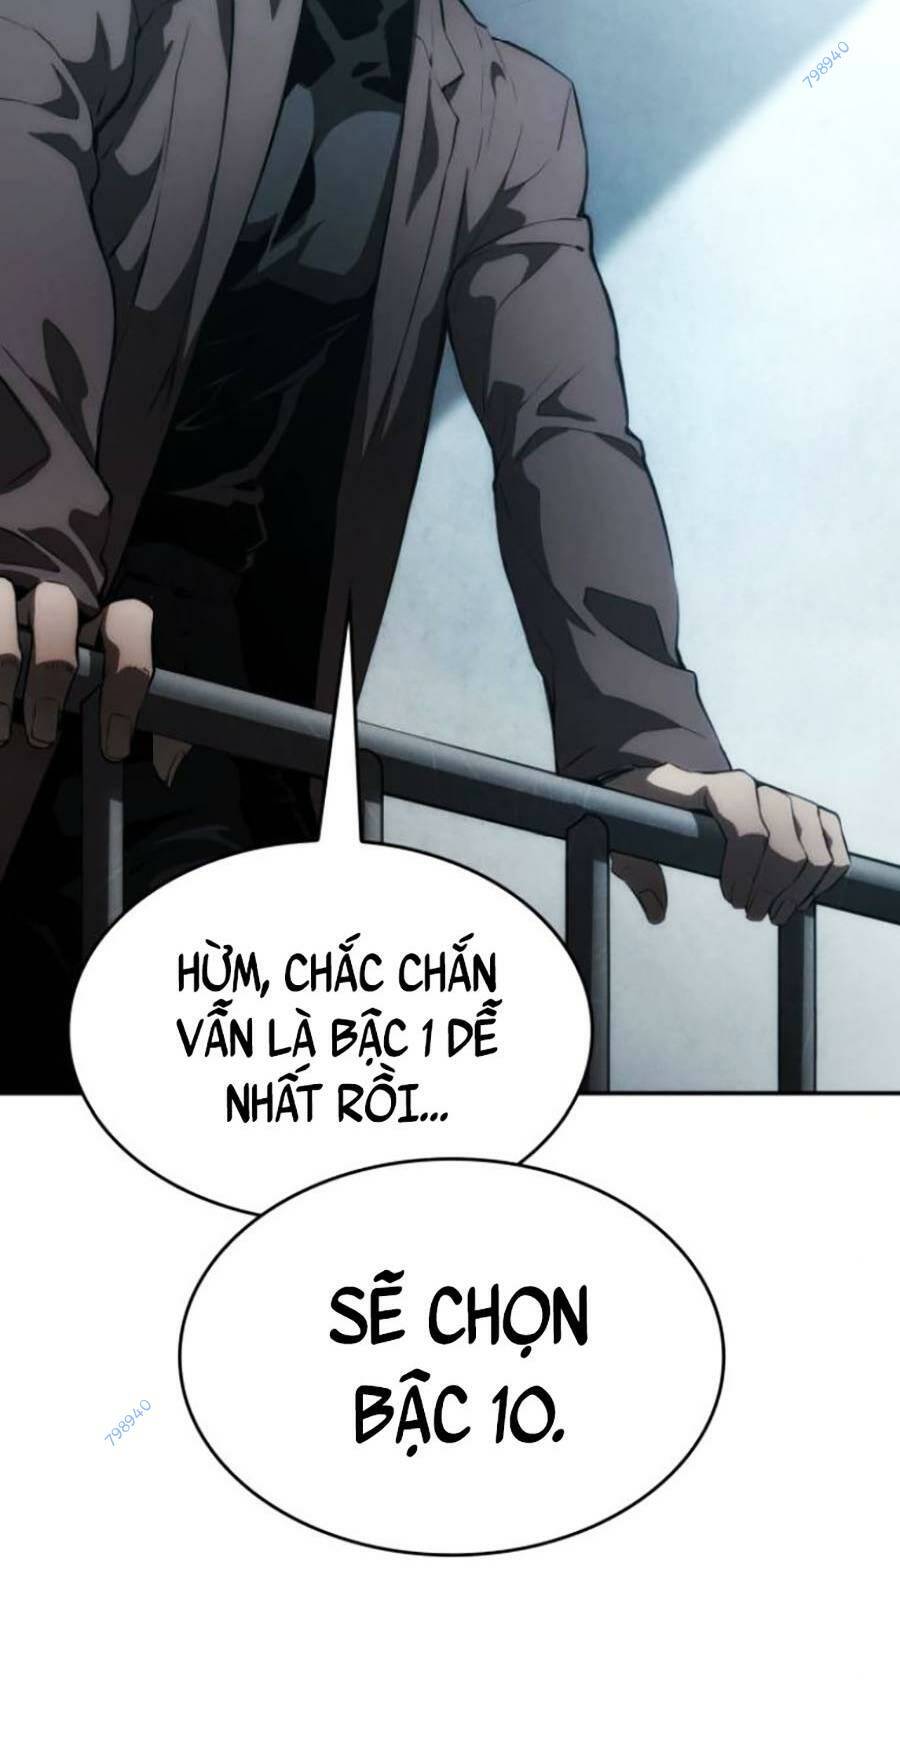 798940
HỪM, CHẮC CHẮN
VẪN LÀ BẬC 1 DỄ
NHẤT RỒI...
SẼ CHỌN
BẬC 10.
798940